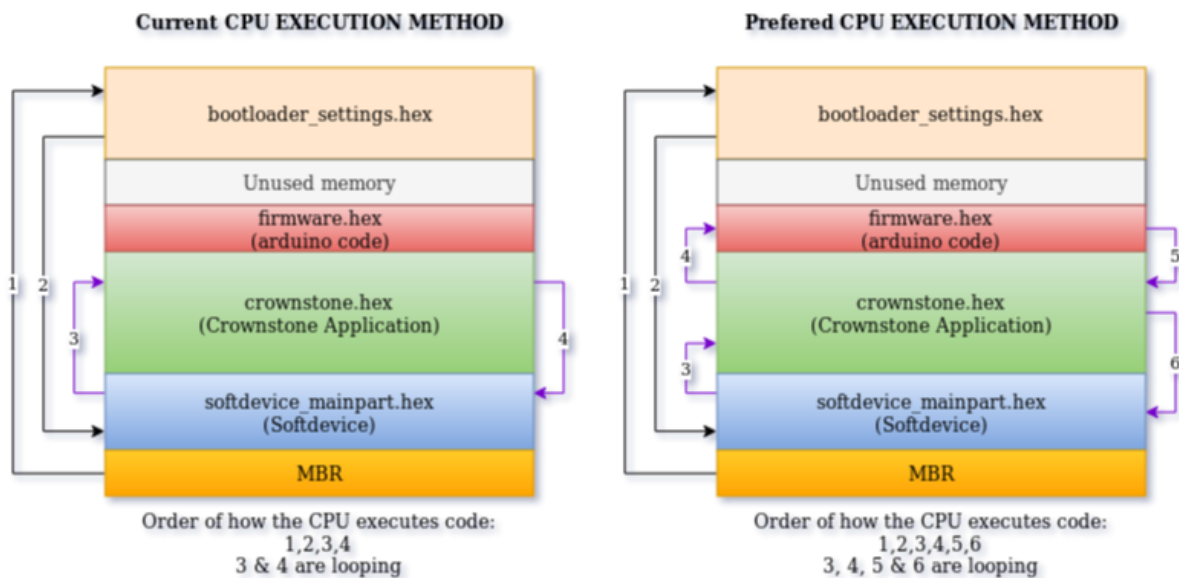 Current CPU EXECUTION METHOD
bootloader_settings.hex
Unused memory
firmware.hex
(arduino code)
1
2
3
4
crownstone.hex
(Crownstone Application)
softdevice_mainpart.hex
(Softdevice)
MBR
Order of how the CPU executes code:
1,2,3,4
3 & 4 are looping
Prefered CPU EXECUTION METHOD
bootloader_settings.hex
Unused memory
firmware.hex
(arduino code)
4
5
1
2
crownstone.hex
(Crownstone Application)
3
6
softdevice_mainpart.hex
(Softdevice)
MBR
Order of how the CPU executes code:
1,2,3,4,5,6
3, 4, 5 & 6 are looping